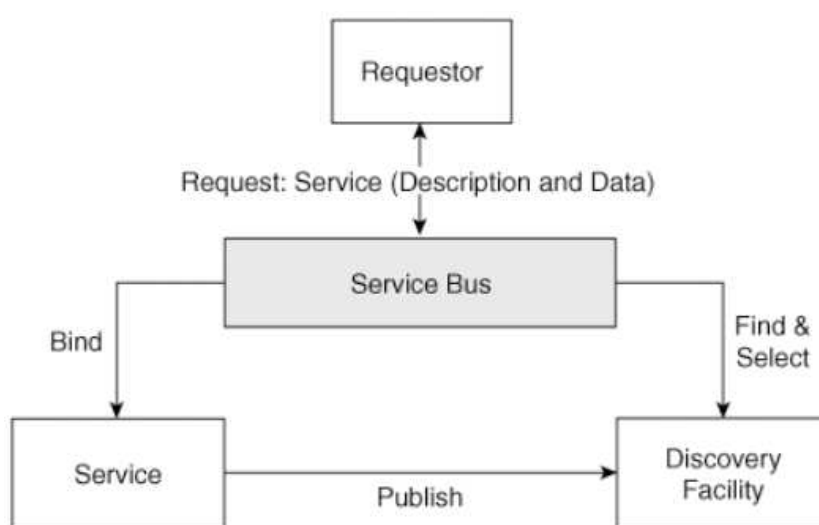 Requestor
Request: Service (Description and Data)
Service Bus
Bind
Find &
Select
Service
Publish
Discovery
Facility